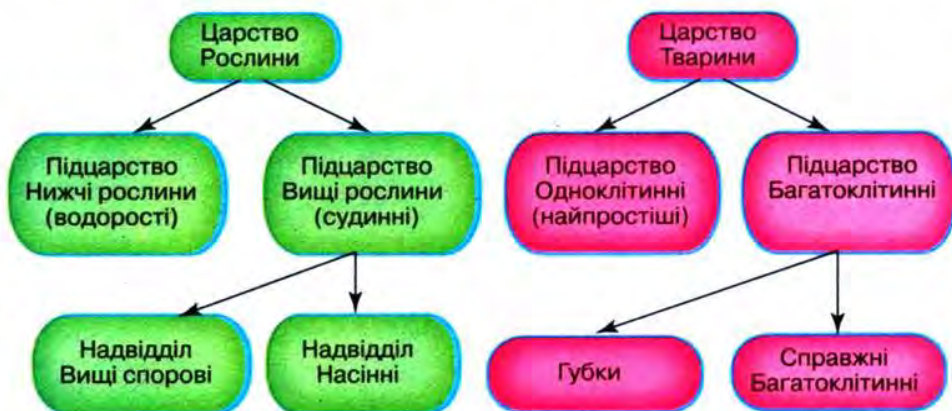 Царство
Рослини
Царство
Тварини
Підцарство
Нижчі рослини
(водорості)
Підцарство
Вищі рослини
(судинні)
Підцарство
Одноклітинні
(найпростіші)
Підцарство
Багатоклітинні
Надвідділ
Вищі спорові
Надвідділ
Насінні
Губки
Справжні
Багатоклітинні